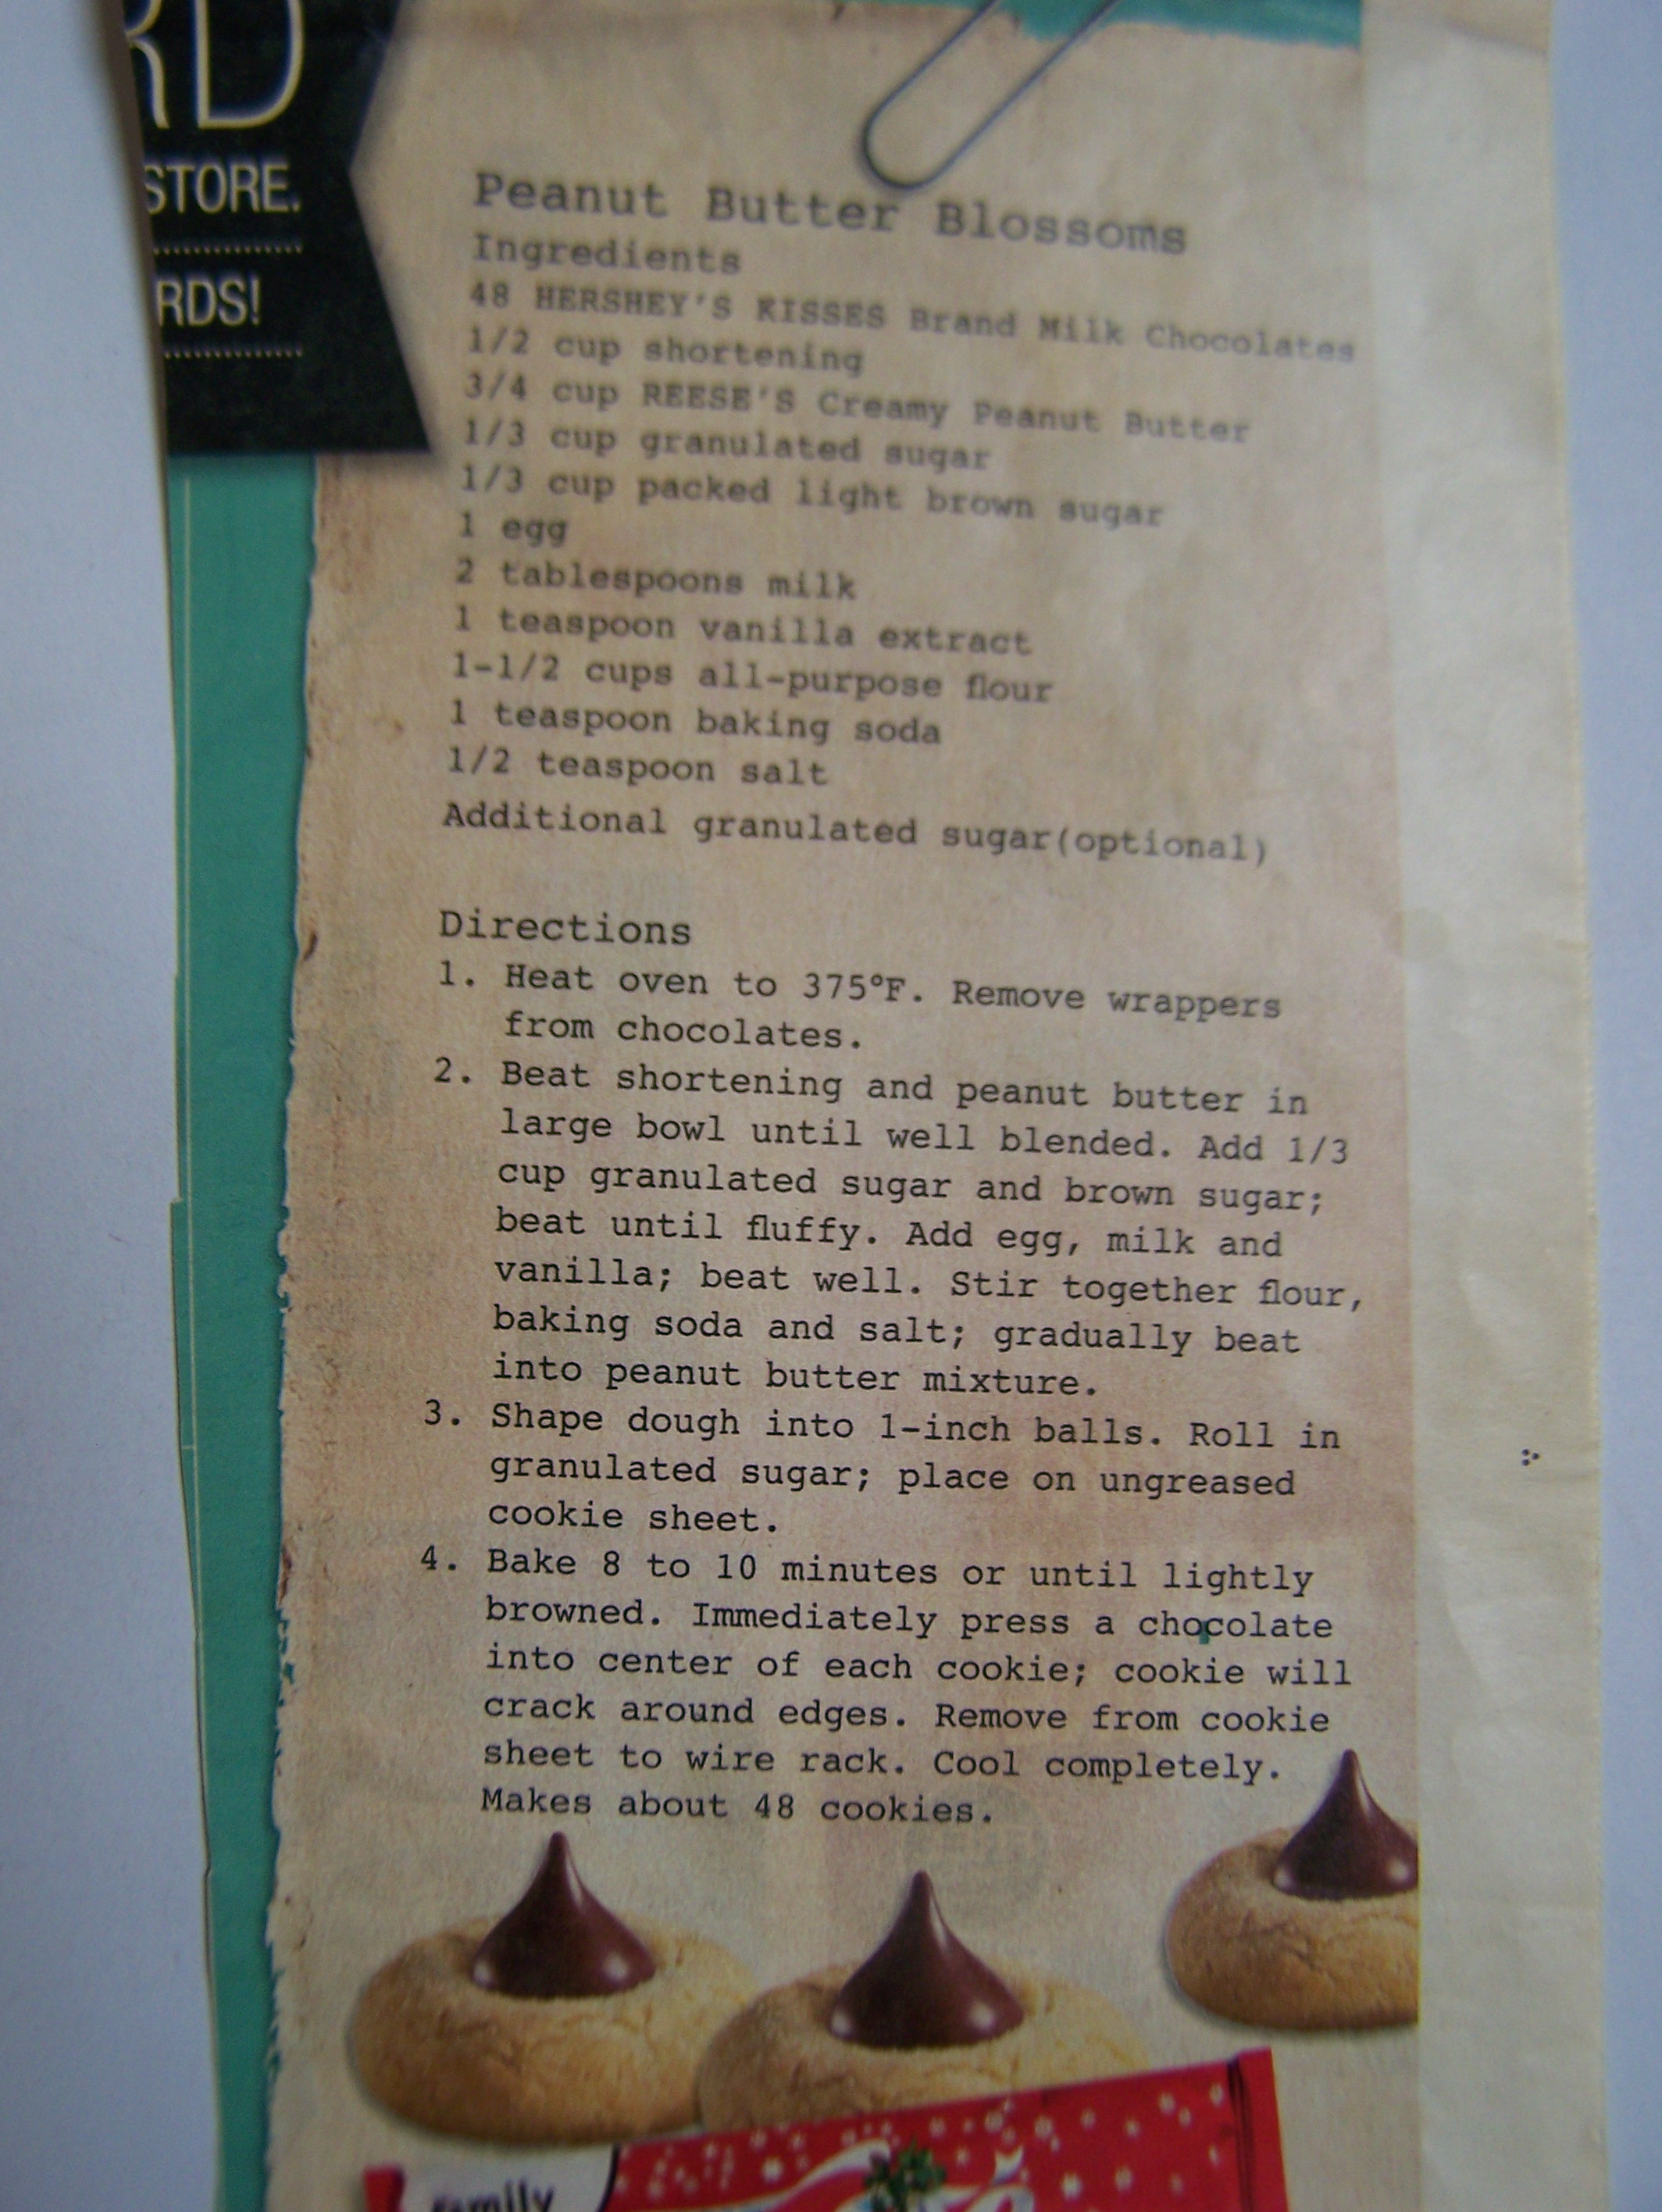 RD
STORE.
RDS!
Peanut Butter Blossoms
Ingredients
48 HERSHEY'S KISSES Brand Milk Chocolates
1/2 cup shortening
3/4 cup REESE'S Creamy Peanut Butter
1/3 cup granulated sugar
1/3 cup packed light brown sugar
1 egg
2 tablespoons milk
1 teaspoon vanilla extract
1-1/2 cups all-purpose flour
1 teaspoon baking soda
1/2 teaspoon salt
Additional granulated sugar(optional)
Directions
1. Heat oven to 375°F. Remove wrappers
from chocolates.
2. Beat shortening and peanut butter in
large bowl until well blended. Add 1/3
cup granulated sugar and brown sugar;
beat until fluffy. Add egg, milk and
vanilla; beat well. Stir together flour,
baking soda and salt; gradually beat
into peanut butter mixture.
3. Shape dough into 1-inch balls. Roll in
granulated sugar; place on ungreased
cookie sheet.
4. Bake 8 to 10 minutes or until lightly
browned. Immediately press a chocolate
into center of each cookie; cookie will
crack around edges. Remove from cookie
sheet to wire rack. Cool completely.
Makes about 48 cookies.
family